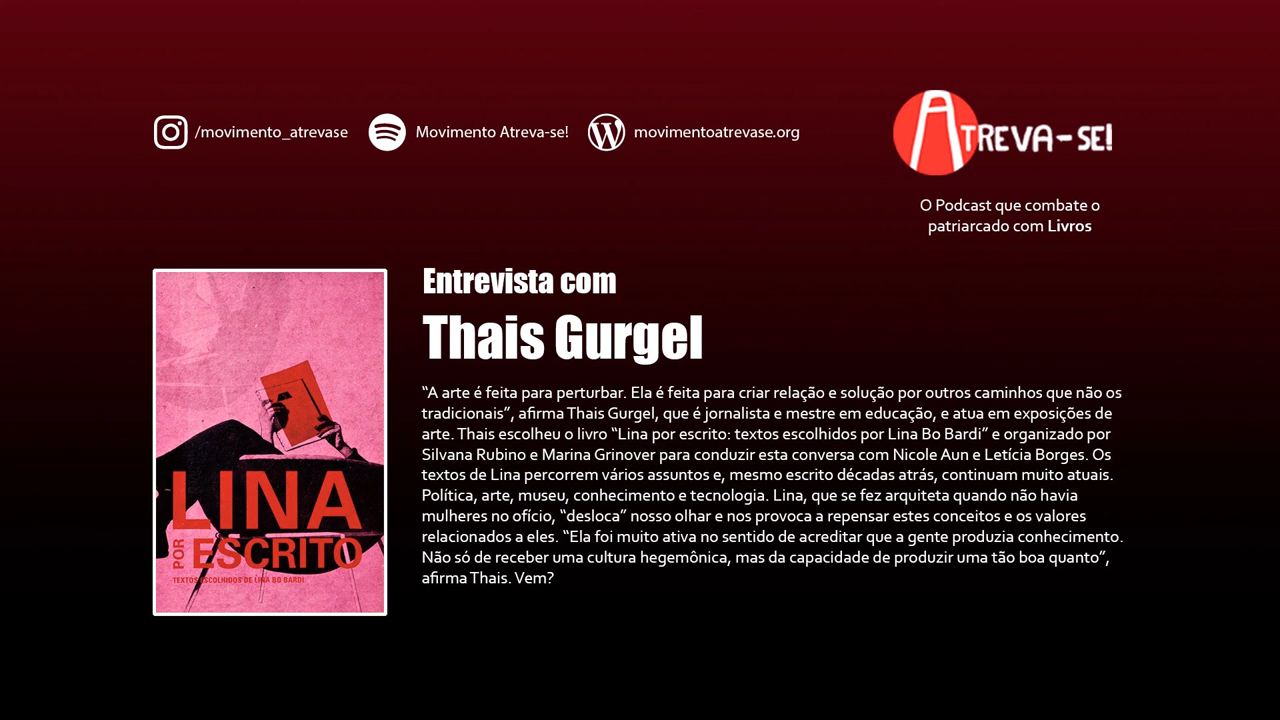 /movimento_atrevase
Movimento Atreva-se!
movimentoatrevase.org
ATREVA-SE!
O Podcast que combate o
patriarcado com Livros
Entrevista com
Thais Gurgel
“A arte é feita para perturbar. Ela é feita para criar relação e solução por outros caminhos que não os
tradicionais”, afirma Thais Gurgel, que é jornalista e mestre em educação, e atua em exposições de
arte. Thais escolheu o livro “Lina por escrito: textos escolhidos por Lina Bo Bardi” e organizado por
Silvana Rubino e Marina Grinover para conduzir esta conversa com Nicole Aun e Letícia Borges. Os
textos de Lina percorrem vários assuntos e, mesmo escrito décadas atrás, continuam muito atuais.
Política, arte, museu, conhecimento e tecnologia. Lina, que se fez arquiteta quando não havia
mulheres no ofício, “desloca” nosso olhar e nos provoca a repensar estes conceitos e os valores
relacionados a eles. “Ela foi muito ativa no sentido de acreditar que a gente produzia conhecimento.
Não só de receber uma cultura hegemônica, mas da capacidade de produzir uma tão boa quanto”,
afirma Thais. Vem?
LINA
POR ESCRITO
TEXTOS ESCOLHIDOS DE LINA BO BARDI